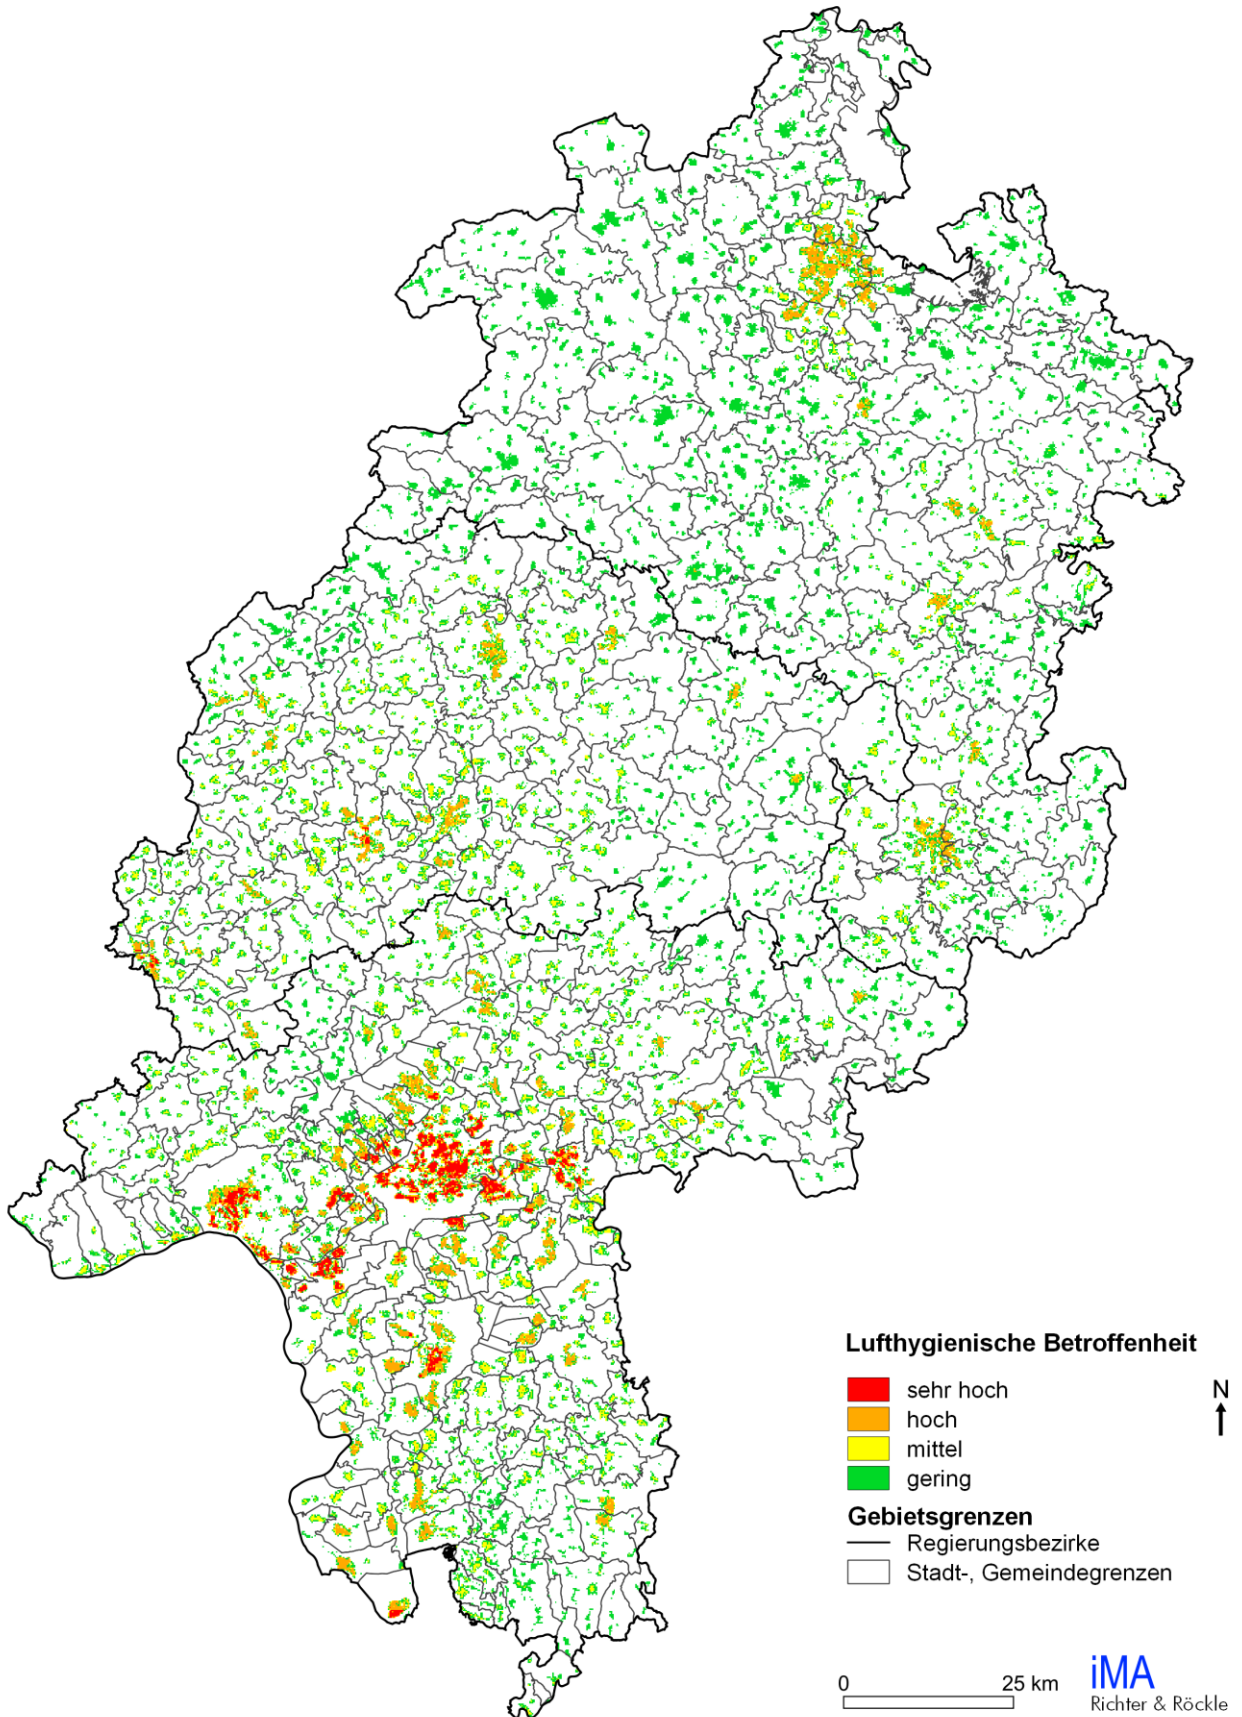 Lufthygienische Betroffenheit
sehr hoch
hoch
mittel
gering
Gebietsgrenzen
Regierungsbezirke
Stadt-, Gemeindegrenzen
N
0 25 km
iMA
Richter & Röckle